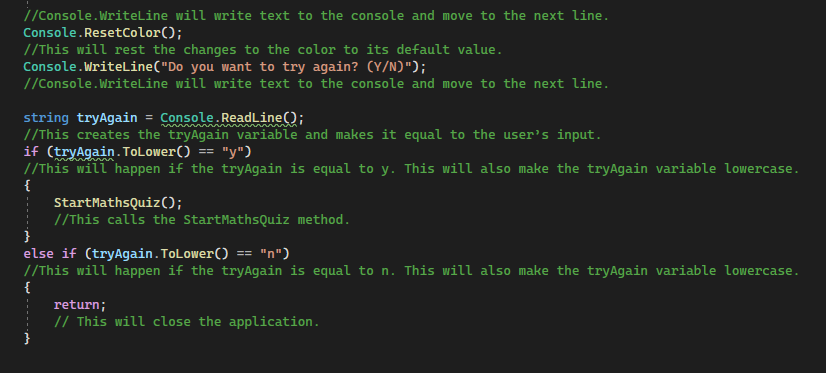 //Console.WriteLine will write text to the console and move to the next line.
Console.ResetColor();
//This will rest the changes to the color to its default value.
Console.WriteLine("Do you want to try again? (Y/N)");
//Console.WriteLine will write text to the console and move to the next line.
string tryAgain = Console.ReadLine();
//This creates the tryAgain variable and makes it equal to the user's input.
if (tryAgain.ToLower() == "y")
//This will happen if the tryAgain is equal to y. This will also make the tryAgain variable lowercase.
{
StartMathsQuiz();
//This calls the StartMathsQuiz method.
}
else if (tryAgain.ToLower() == "n")
//This will happen if the tryAgain is equal to n. This will also make the tryAgain variable lowercase.
{
return;
// This will close the application.
}